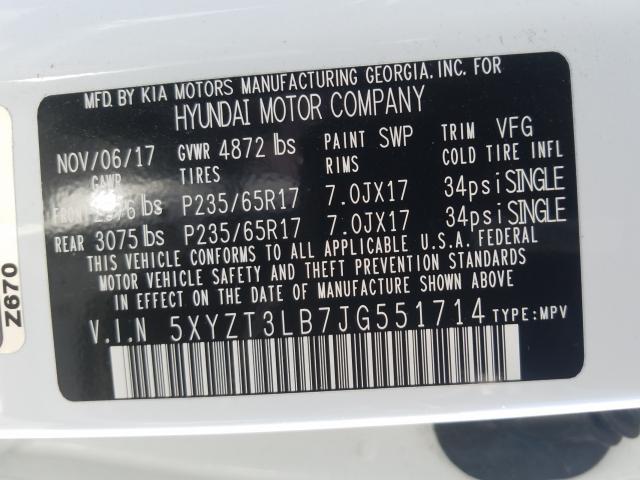 MFD. BY KIA MOTORS MANUFACTURING GEORGIA. INC. FOR
HYUNDAI MOTOR COMPANY
NOV/06/17 GVWR 4872 lbs PAINT SWP TRIM VFG
GAWR TIRES RIMS COLD TIRE INFL
FRONT lbs P235/65R17 7.0JX17 34psi SINGLE
REAR 3075 lbs P235/65R17 7.0JX17 34psi SINGLE
THIS VEHICLE CONFORMS TO ALL APPLICABLE U.S.A. FEDERAL
MOTOR VEHICLE SAFETY AND THEFT PREVENTION STANDARDS
IN EFFECT ON THE DATE OF MANUFACTURE SHOWN ABOVE.
V.I.N 5XYZT3LB7JG551714 TYPE: MPV
Z670